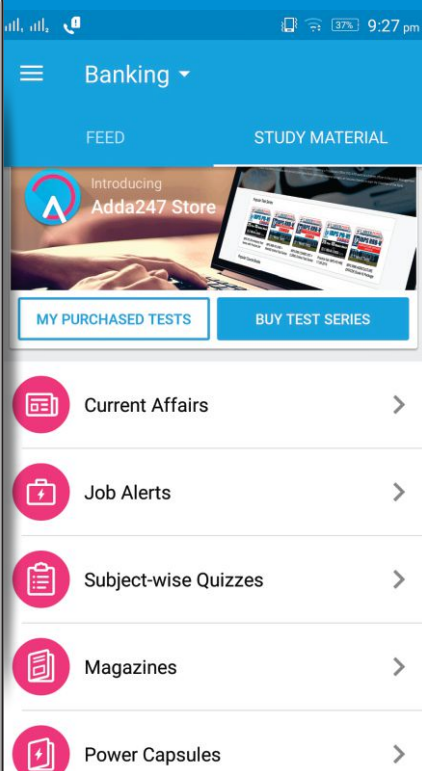 37% 9:27 pm
Banking
FEED STUDY MATERIAL
Introducing
Adda247 Store
MY PURCHASED TESTS BUY TEST SERIES
Current Affairs
Job Alerts
Subject-wise Quizzes
Magazines
Power Capsules